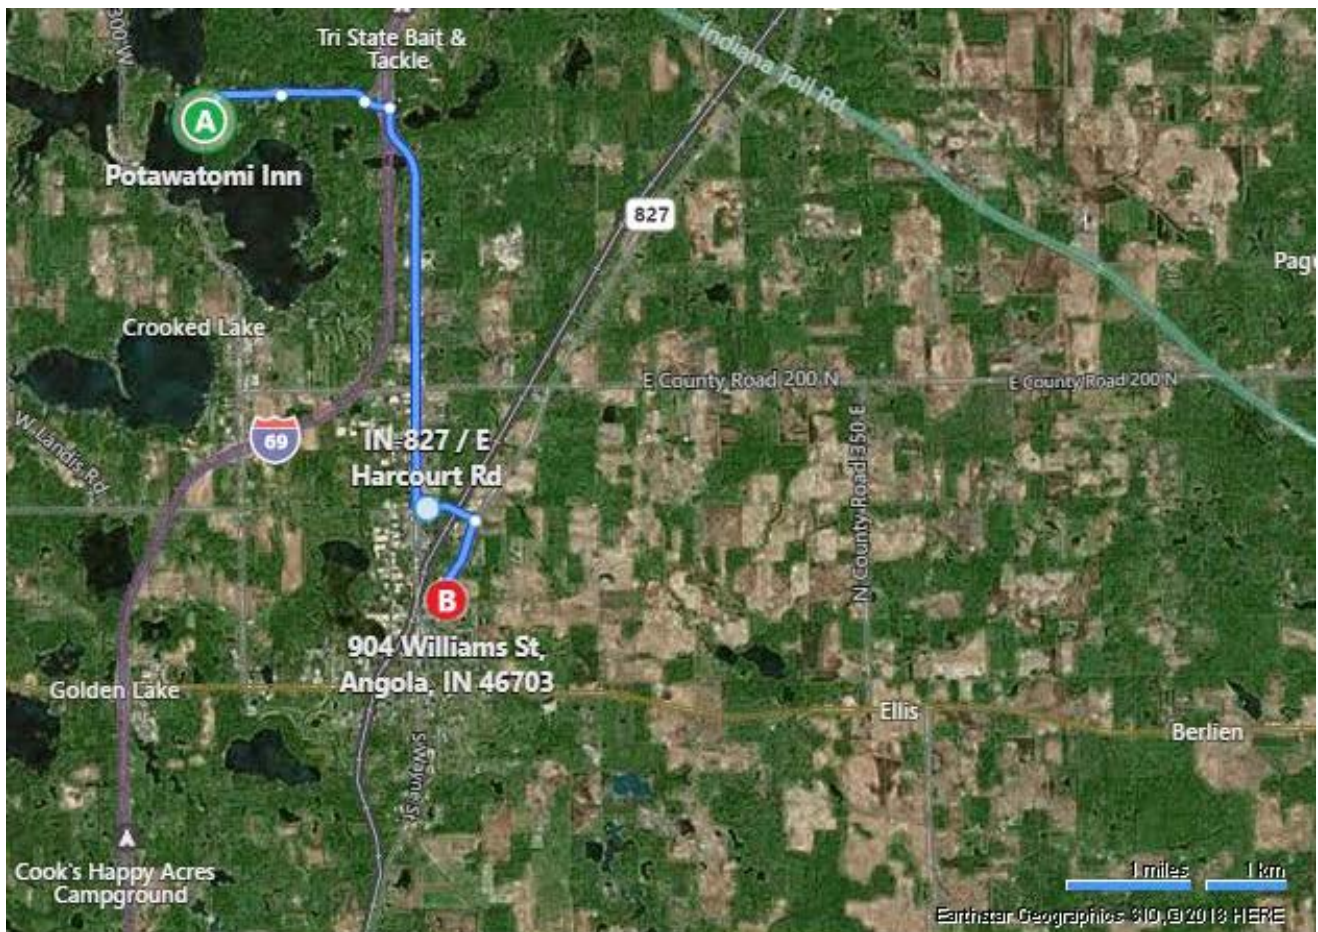 300 W
Tri State Bait &
Tackle
Indiana Toll Rd
A
Potawatomi Inn
827
Crooked Lake
E County Road 200 N
E County Road 200 N
W Landis Rd
69
IN-827 / E
Harcourt Rd
N County Road 350 E
B
904 Williams St,
Angola, IN 46703
Golden Lake
Ellis
Berlien
S Wayne St
Cook's Happy Acres
Campground
1 miles
1 km
Earthstar Geographics SIO, © 2018 HERE